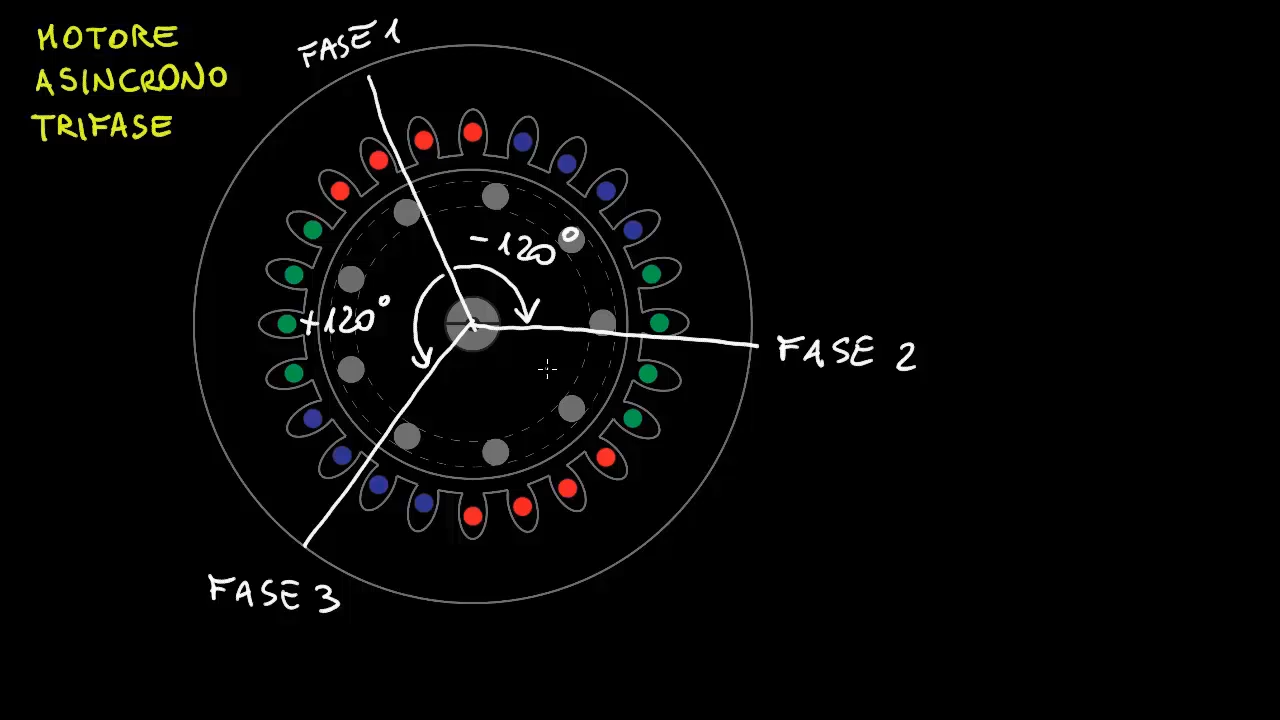 MOTORE
ASINCRONO
TRIFASE
FASE 1
-120°
+120°
FASE 2
FASE 3